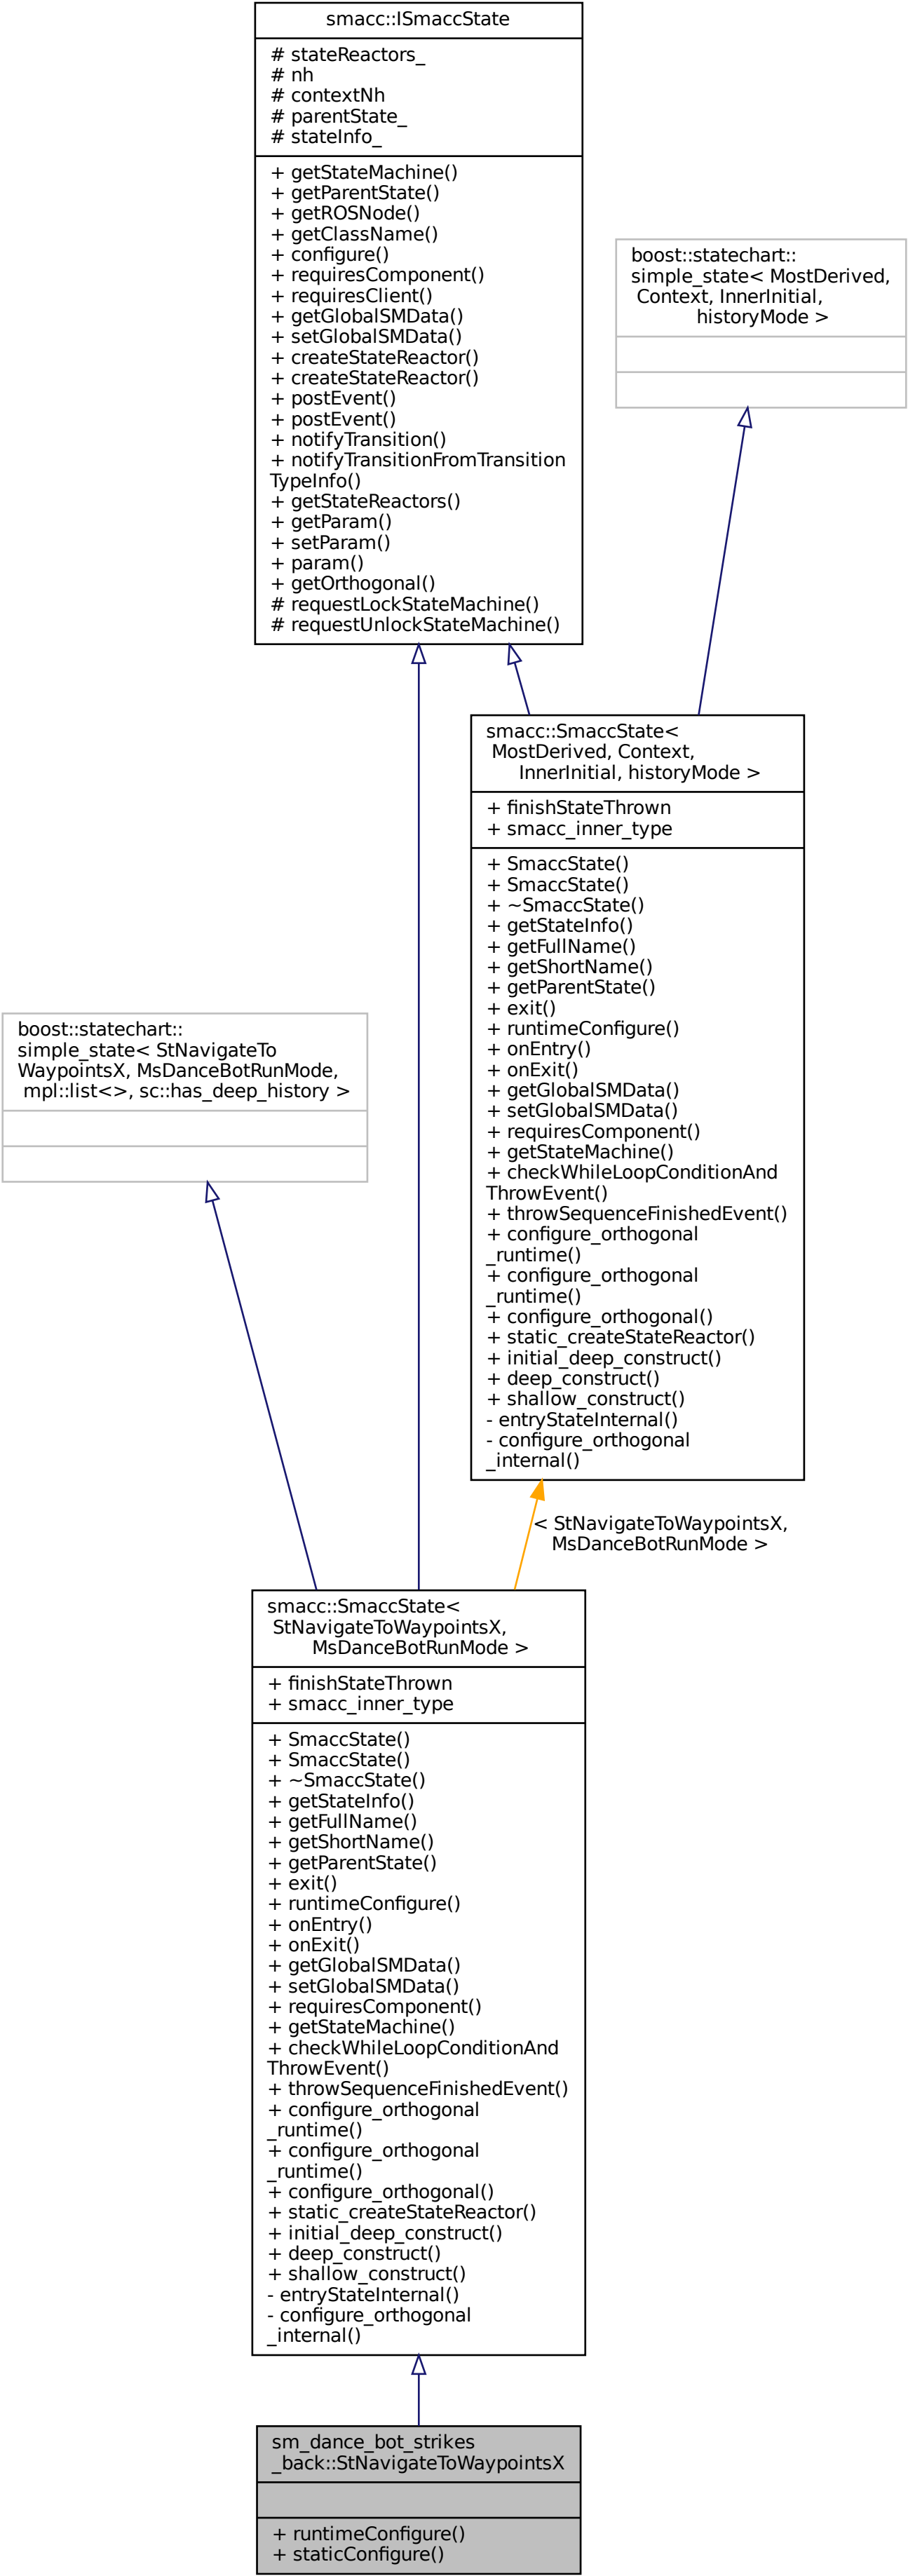 smacc::ISmaccState
# stateReactors_
# nh
# contextNh
# parentState_
# stateInfo_
+ getStateMachine()
+ getParentState()
+ getROSNode()
+ getClassName()
+ configure()
+ requiresComponent()
+ requiresClient()
+ getGlobalSMData()
+ setGlobalSMData()
+ createStateReactor()
+ createStateReactor()
+ postEvent()
+ postEvent()
+ notifyTransition()
+ notifyTransitionFromTransition
TypeInfo()
+ getStateReactors()
+ getParam()
+ setParam()
+ param()
+ getOrthogonal()
# requestLockStateMachine()
# requestUnlockStateMachine()
boost::statechart::
simple_state< MostDerived,
Context, InnerInitial,
historyMode >
smacc::SmaccState<
MostDerived, Context,
InnerInitial, historyMode >
+ finishStateThrown
+ smacc_inner_type
+ SmaccState()
+ SmaccState()
+ ~SmaccState()
+ getStateInfo()
+ getFullName()
+ getShortName()
+ getParentState()
+ exit()
+ runtimeConfigure()
+ onEntry()
+ onExit()
+ getGlobalSMData()
+ setGlobalSMData()
+ requiresComponent()
+ getStateMachine()
+ checkWhileLoopConditionAnd
ThrowEvent()
+ throwSequenceFinishedEvent()
+ configure_orthogonal
_runtime()
+ configure_orthogonal
_runtime()
+ configure_orthogonal()
+ static_createStateReactor()
+ initial_deep_construct()
+ deep_construct()
+ shallow_construct()
- entryStateInternal()
- configure_orthogonal
_internal()
boost::statechart::
simple_state< StNavigateTo
WaypointsX, MsDanceBotRunMode,
mpl::list<>, sc::has_deep_history >
< StNavigateToWaypointsX,
MsDanceBotRunMode >
smacc::SmaccState<
StNavigateToWaypointsX,
MsDanceBotRunMode >
+ finishStateThrown
+ smacc_inner_type
+ SmaccState()
+ SmaccState()
+ ~SmaccState()
+ getStateInfo()
+ getFullName()
+ getShortName()
+ getParentState()
+ exit()
+ runtimeConfigure()
+ onEntry()
+ onExit()
+ getGlobalSMData()
+ setGlobalSMData()
+ requiresComponent()
+ getStateMachine()
+ checkWhileLoopConditionAnd
ThrowEvent()
+ throwSequenceFinishedEvent()
+ configure_orthogonal
_runtime()
+ configure_orthogonal
_runtime()
+ configure_orthogonal()
+ static_createStateReactor()
+ initial_deep_construct()
+ deep_construct()
+ shallow_construct()
- entryStateInternal()
- configure_orthogonal
_internal()
sm_dance_bot_strikes
_back::StNavigateToWaypointsX
+ runtimeConfigure()
+ staticConfigure()